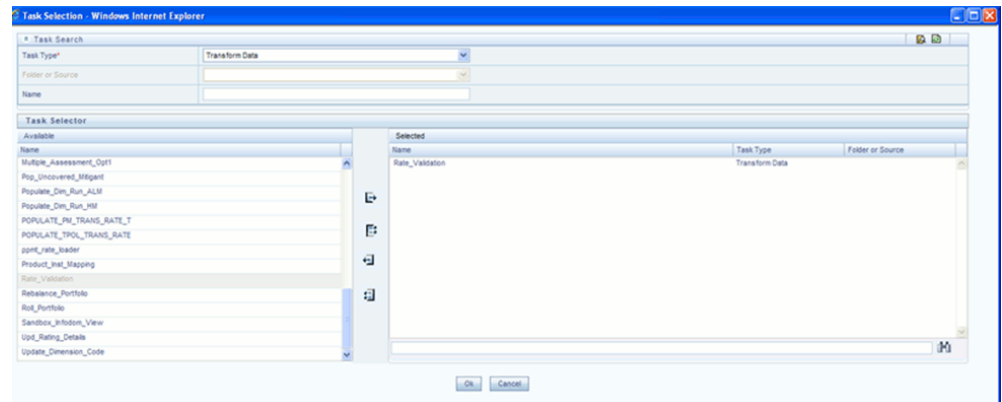 Task Selection - Windows Internet Explorer
Task Search
Task Type* Transform Data
Folder or Source
Name
Task Selector
Available Selected
Name Name Task Type Folder or Source
Multiple_Assessment_Opt1 Rate_Validation Transform Data
Pop_Uncovered_Mitigant
Populate_Dim_Run_ALM
Populate_Dim_Run_HM
POPULATE_PM_TRANS_RATE_T
POPULATE_TPOL_TRANS_RATE
ppmt_rate_loader
Product_Inst_Mapping
Rate_Validation
Rebalance_Portfolio
Roll_Portfolio
Sandbox_Infodom_View
Upd_Rating_Details
Update_Dimension_Code
Ok Cancel